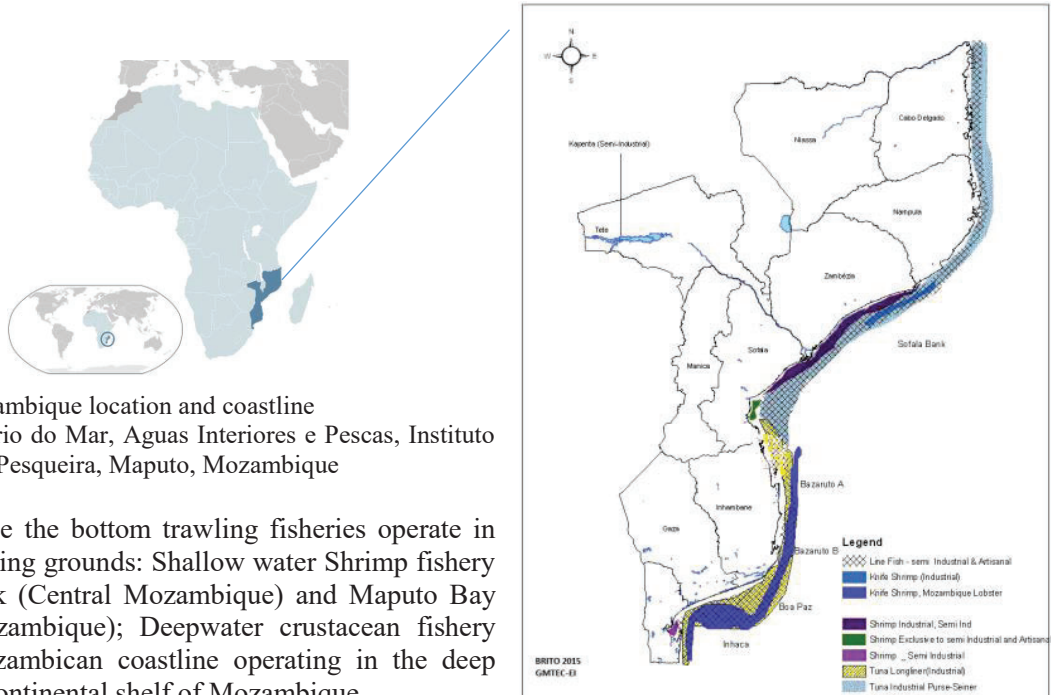 ambique location and coastline
rio do Mar, Aguas Interiores e Pescas, Instituto
Pesqueira, Maputo, Mozambique
e the bottom trawling fisheries operate in
ing grounds: Shallow water Shrimp fishery
k (Central Mozambique) and Maputo Bay
zambique); Deepwater crustacean fishery
zambican coastline operating in the deep
continental shelf of Mozambique
N
W E
S
Cabo Delgado
Niassa
Kapenta (Semi-Industrial)
Nampula
Tete
Zambézia
Sofala
Sofala Bank
Manica
Bazaruto A
Inhambane
Gaza
Bazaruto B
Boa Paz
Inhaca
Legend
Line Fish - semi Industrial & Artisanal
Knife Shrimp (Industrial)
Knife Shrimp, Mozambique Lobster
Shrimp Industrial, Semi Ind
Shrimp Exclusive to semi Industrial and Artisanal
Shrimp _ Semi Industrial
Tuna Longliner(Industrial)
Tuna Industrial Purse-Seiner
BRITO 2015
GMTEC-EI